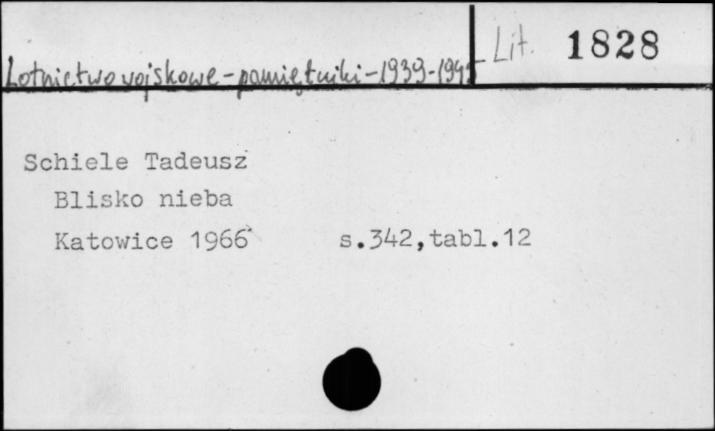 Lotnictwo wojskowe - pamiętniki - 1939-1945
Lit. 1828
Schiele Tadeusz
Blisko nieba
Katowice 1966 s.342,tabl.12